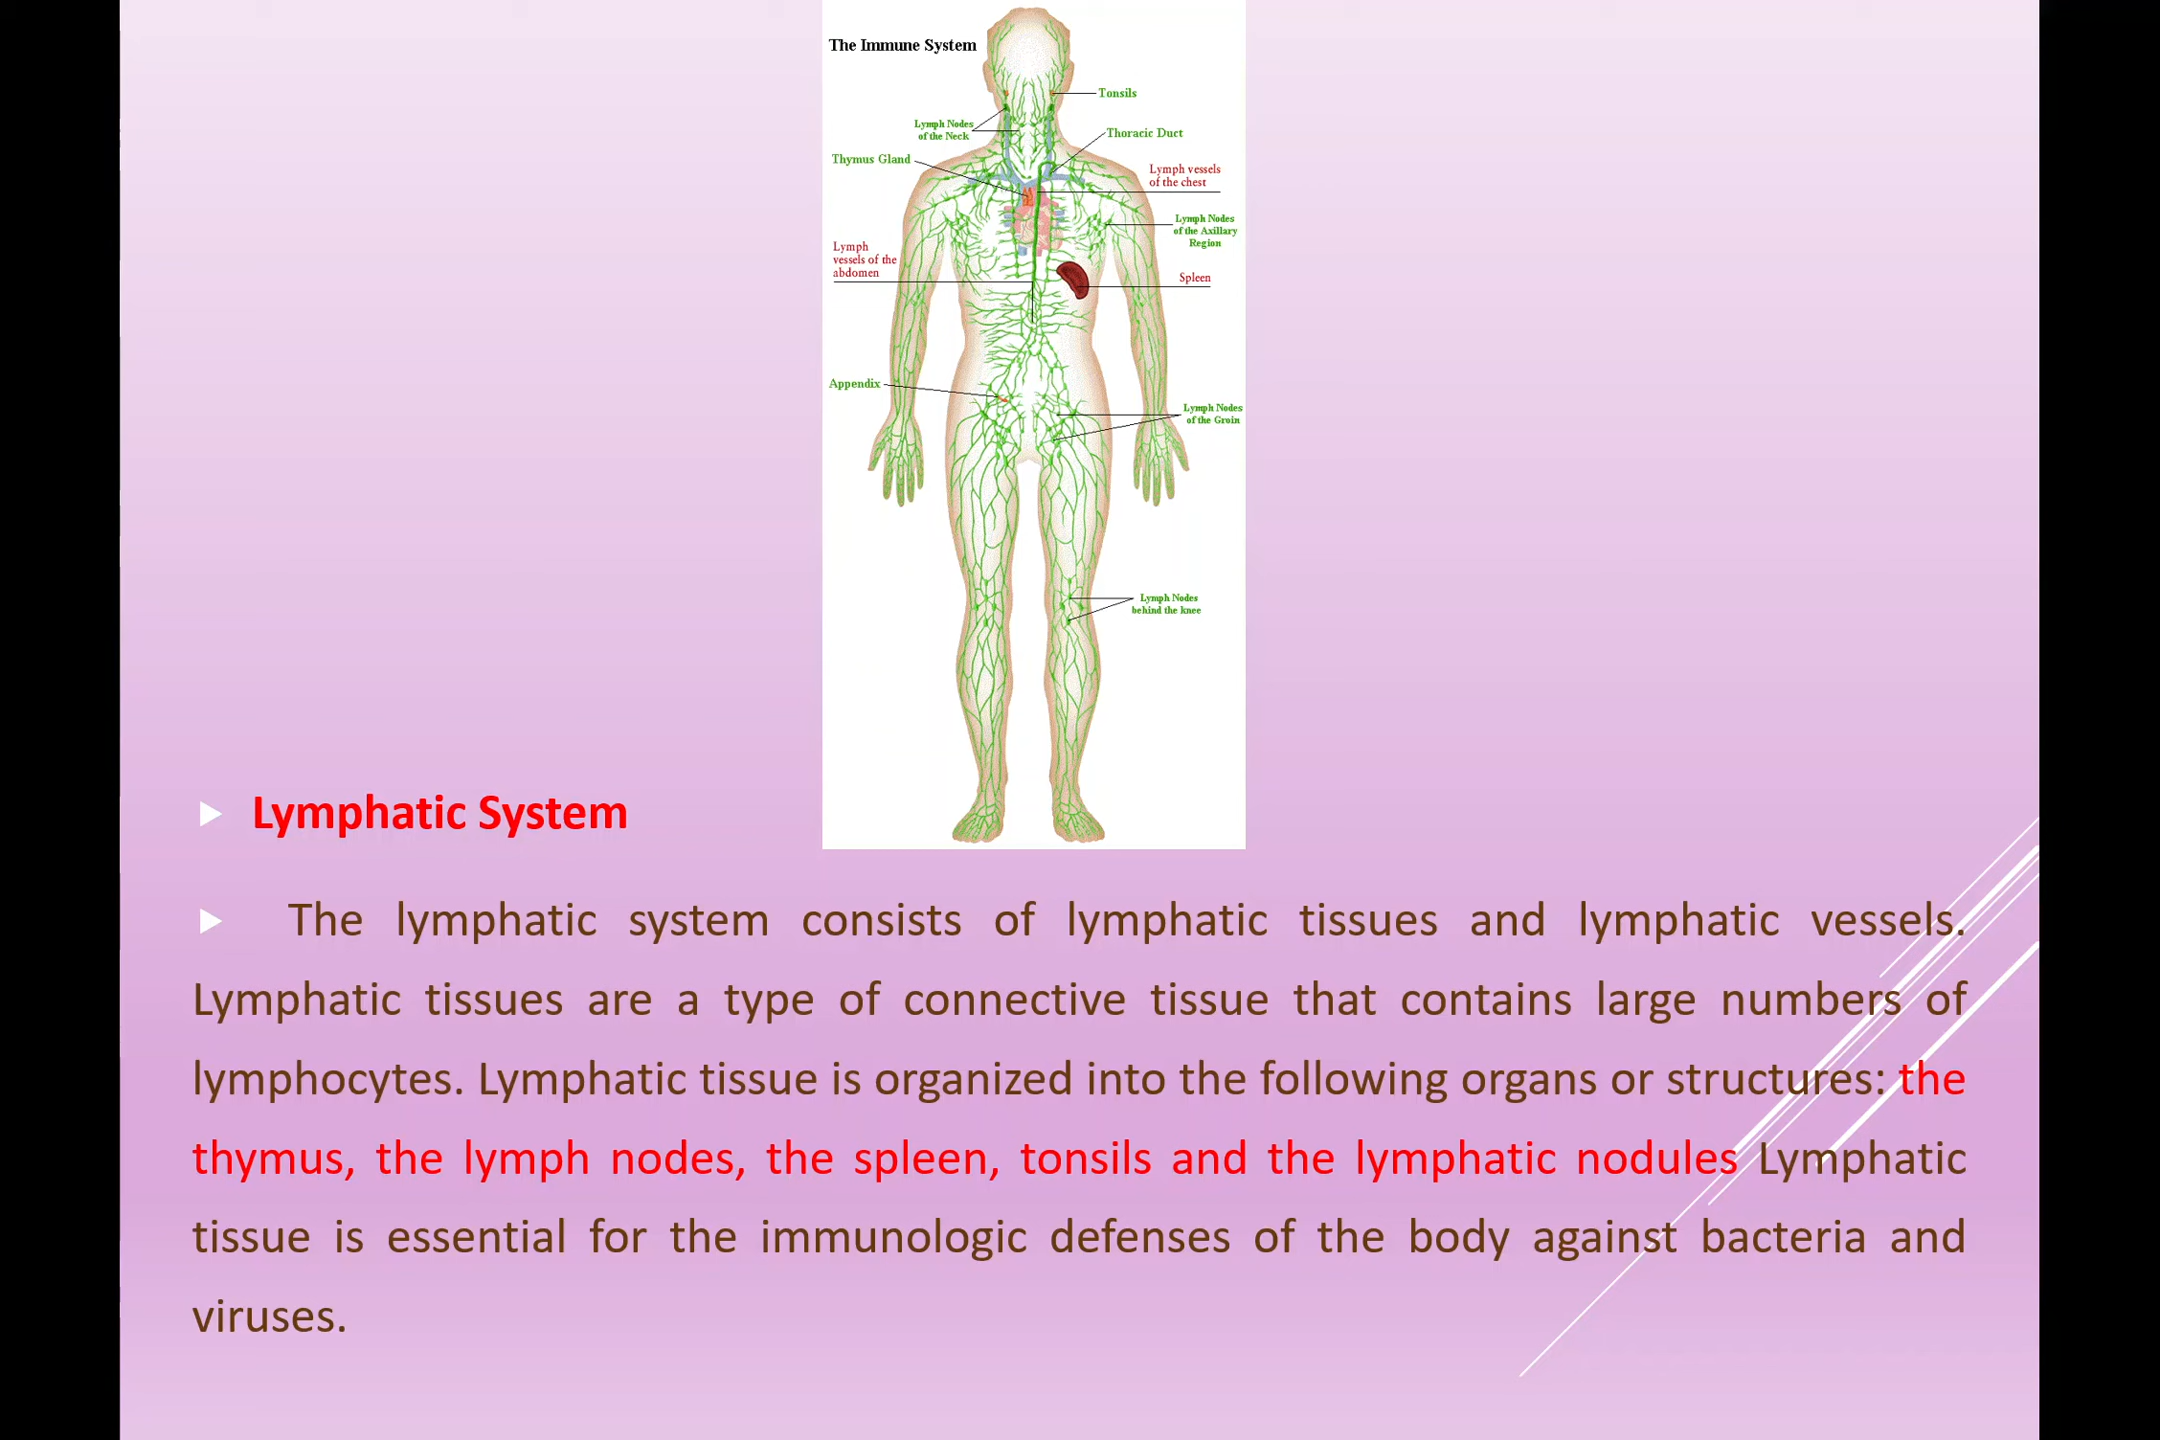 The Immune System
Tonsils
Lymph Nodes
of the Neck
Thoracic Duct
Thymus Gland
Lymph vessels
of the chest
Lymph Nodes
of the Axillary
Region
Lymph
vessels of the
abdomen
Spleen
Appendix
Lymph Nodes
of the Groin
Lymph Nodes
behind the knee
Lymphatic System
The lymphatic system consists of lymphatic tissues and lymphatic vessels.
Lymphatic tissues are a type of connective tissue that contains large numbers of
lymphocytes. Lymphatic tissue is organized into the following organs or structures: the
thymus, the lymph nodes, the spleen, tonsils and the lymphatic nodules Lymphatic
tissue is essential for the immunologic defenses of the body against bacteria and
viruses.